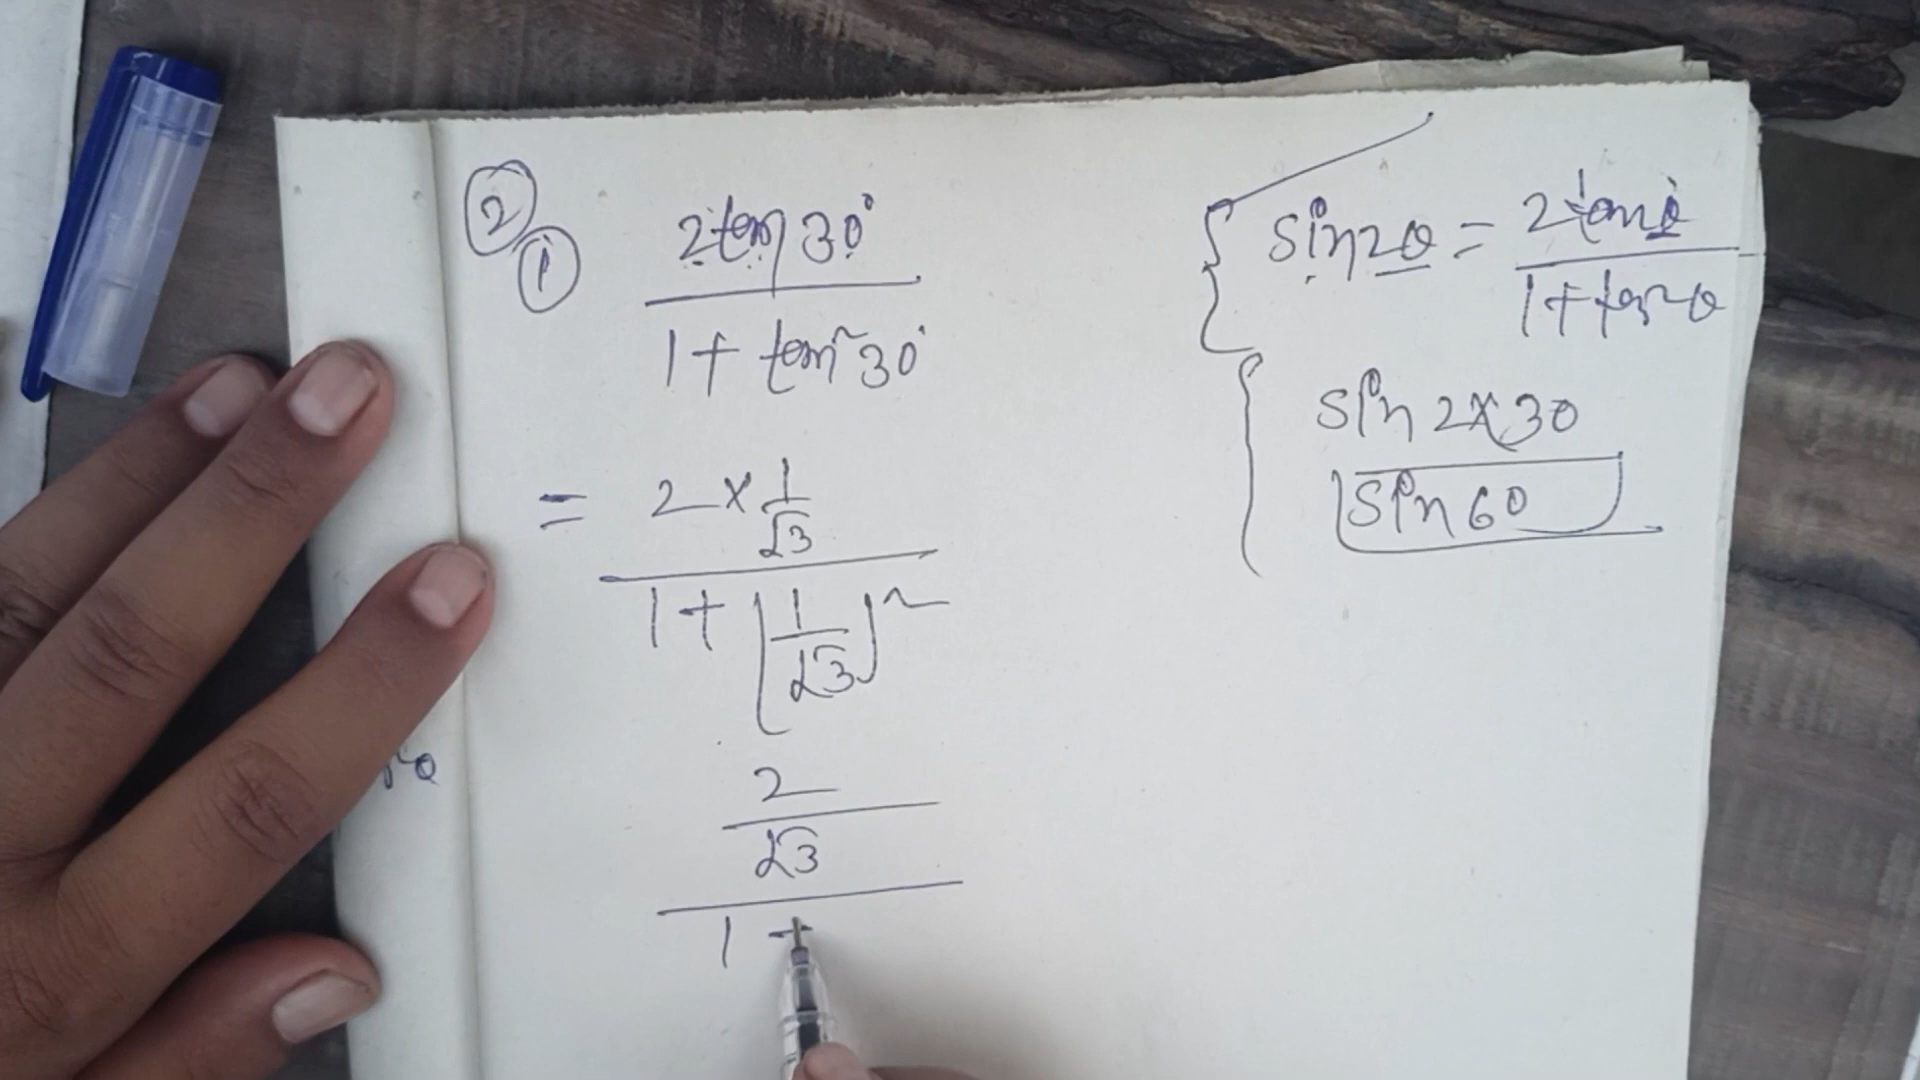 ② ① 2tan30° / 1 + tan²30°
= 2 × 1/√3 / 1 + (1/√3)²
2/√3 / 1 +
sin2θ = 2tanθ / 1 + tan²θ
sin 2×30
sin 60